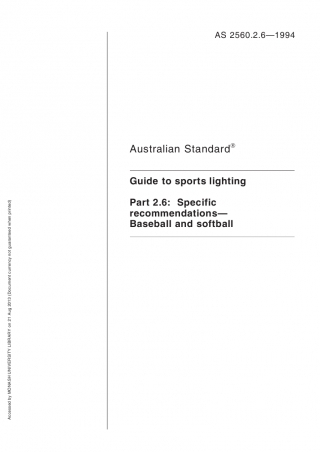 AS 2560.2.6—1994
Australian Standard®
Guide to sports lighting
Part 2.6: Specific
recommendations—
Baseball and softball
Accessed by MONASH UNIVERSITY LIBRARY on 21 Aug 2013 (Document currency not guaranteed when printed)